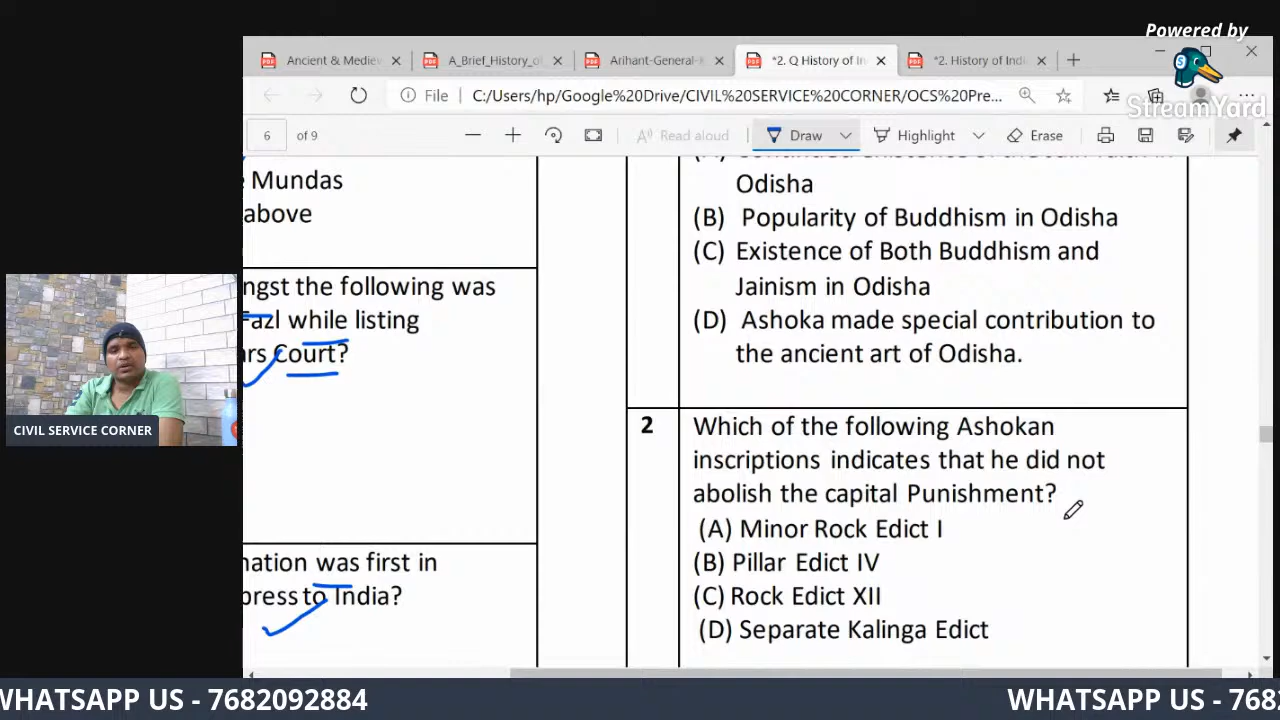 Powered by
StreamYard
Ancient & Mediev
A_Brief_History_o
Arihant-General-
*2. Q History of In
*2. History of Indi
File
C:/Users/hp/Google%20Drive/CIVIL%20SERVICE%20CORNER/OCS%20Pre...
6 of 9
Read aloud
Draw
Highlight
Erase
Mundas
above
ngst the following was
Fazl while listing
ars Court?
nation was first in
press to India?
Odisha
(B) Popularity of Buddhism in Odisha
(C) Existence of Both Buddhism and
Jainism in Odisha
(D) Ashoka made special contribution to
the ancient art of Odisha.
2
Which of the following Ashokan
inscriptions indicates that he did not
abolish the capital Punishment?
(A) Minor Rock Edict I
(B) Pillar Edict IV
(C) Rock Edict XII
(D) Separate Kalinga Edict
CIVIL SERVICE CORNER
WHATSAPP US - 7682092884
WHATSAPP US - 768